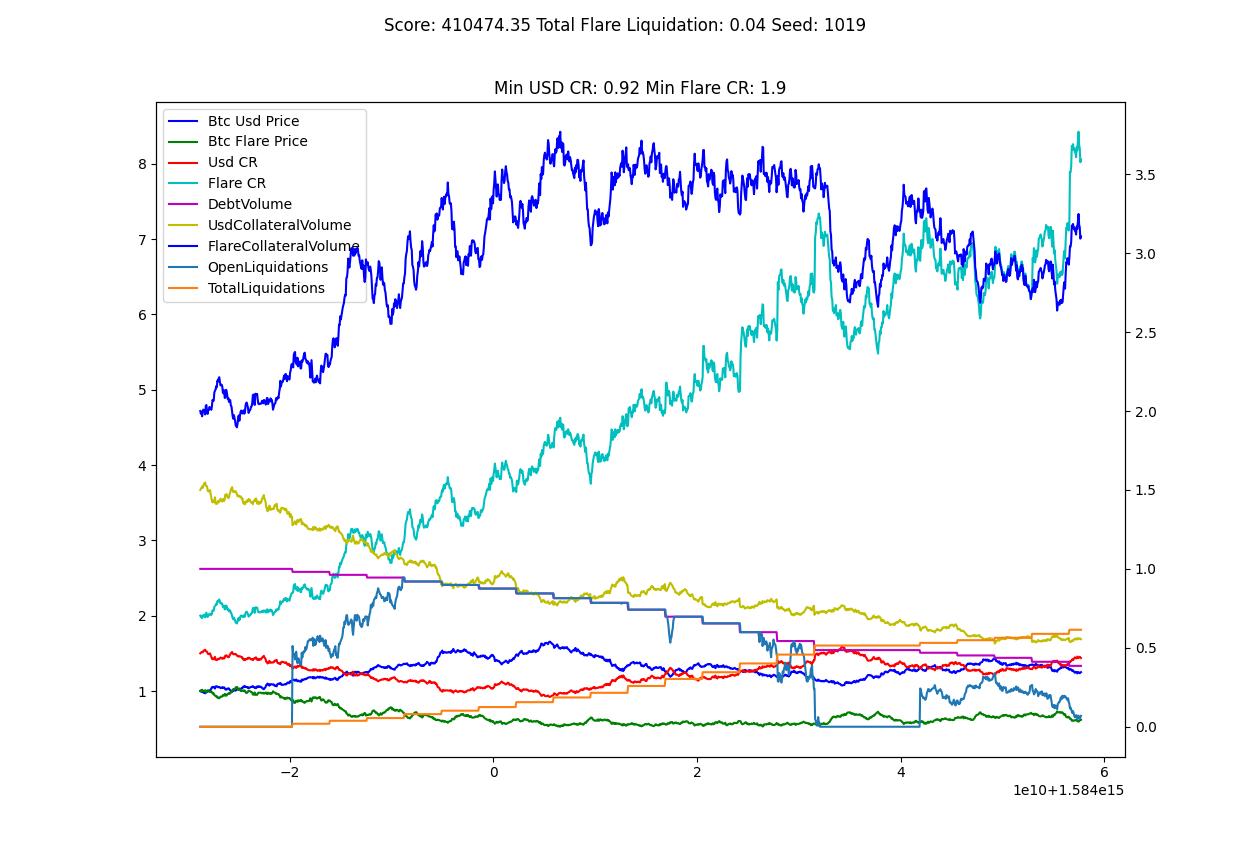 Score: 410474.35 Total Flare Liquidation: 0.04 Seed: 1019
Min USD CR: 0.92 Min Flare CR: 1.9
Btc Usd Price
Btc Flare Price
Usd CR
Flare CR
DebtVolume
UsdCollateralVolume
FlareCollateralVolume
OpenLiquidations
TotalLiquidations
8
7
6
5
4
3
2
1
3.5
3.0
2.5
2.0
1.5
1.0
0.5
0.0
−2 0 2 4 6
1e10+1.584e15